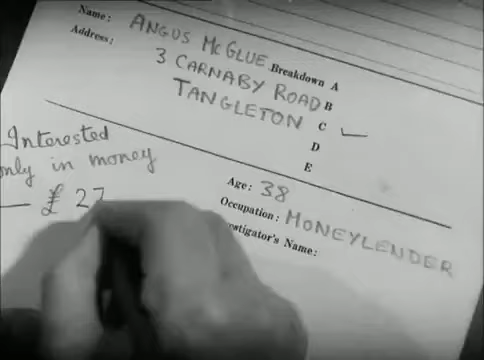 Name: ANGUS McGLUE
Address: 3 CARNABY ROAD
TANGLETON
Breakdown A
B
C
D
E
Interested
only in money
— £ 27
Age: 38
Occupation: MONEYLENDER
Investigator's Name: